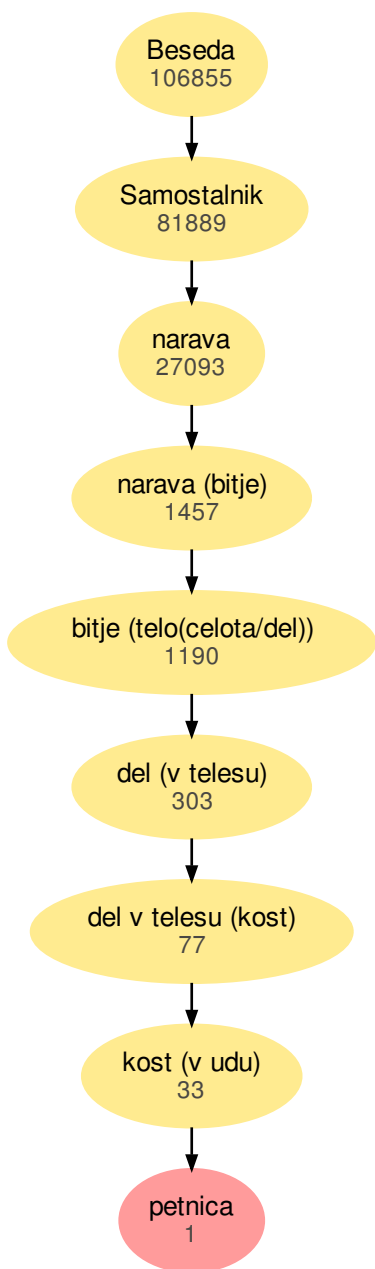 Beseda
106855
Samostalnik
81889
narava
27093
narava (bitje)
1457
bitje (telo(celota/del))
1190
del (v telesu)
303
del v telesu (kost)
77
kost (v udu)
33
petnica
1